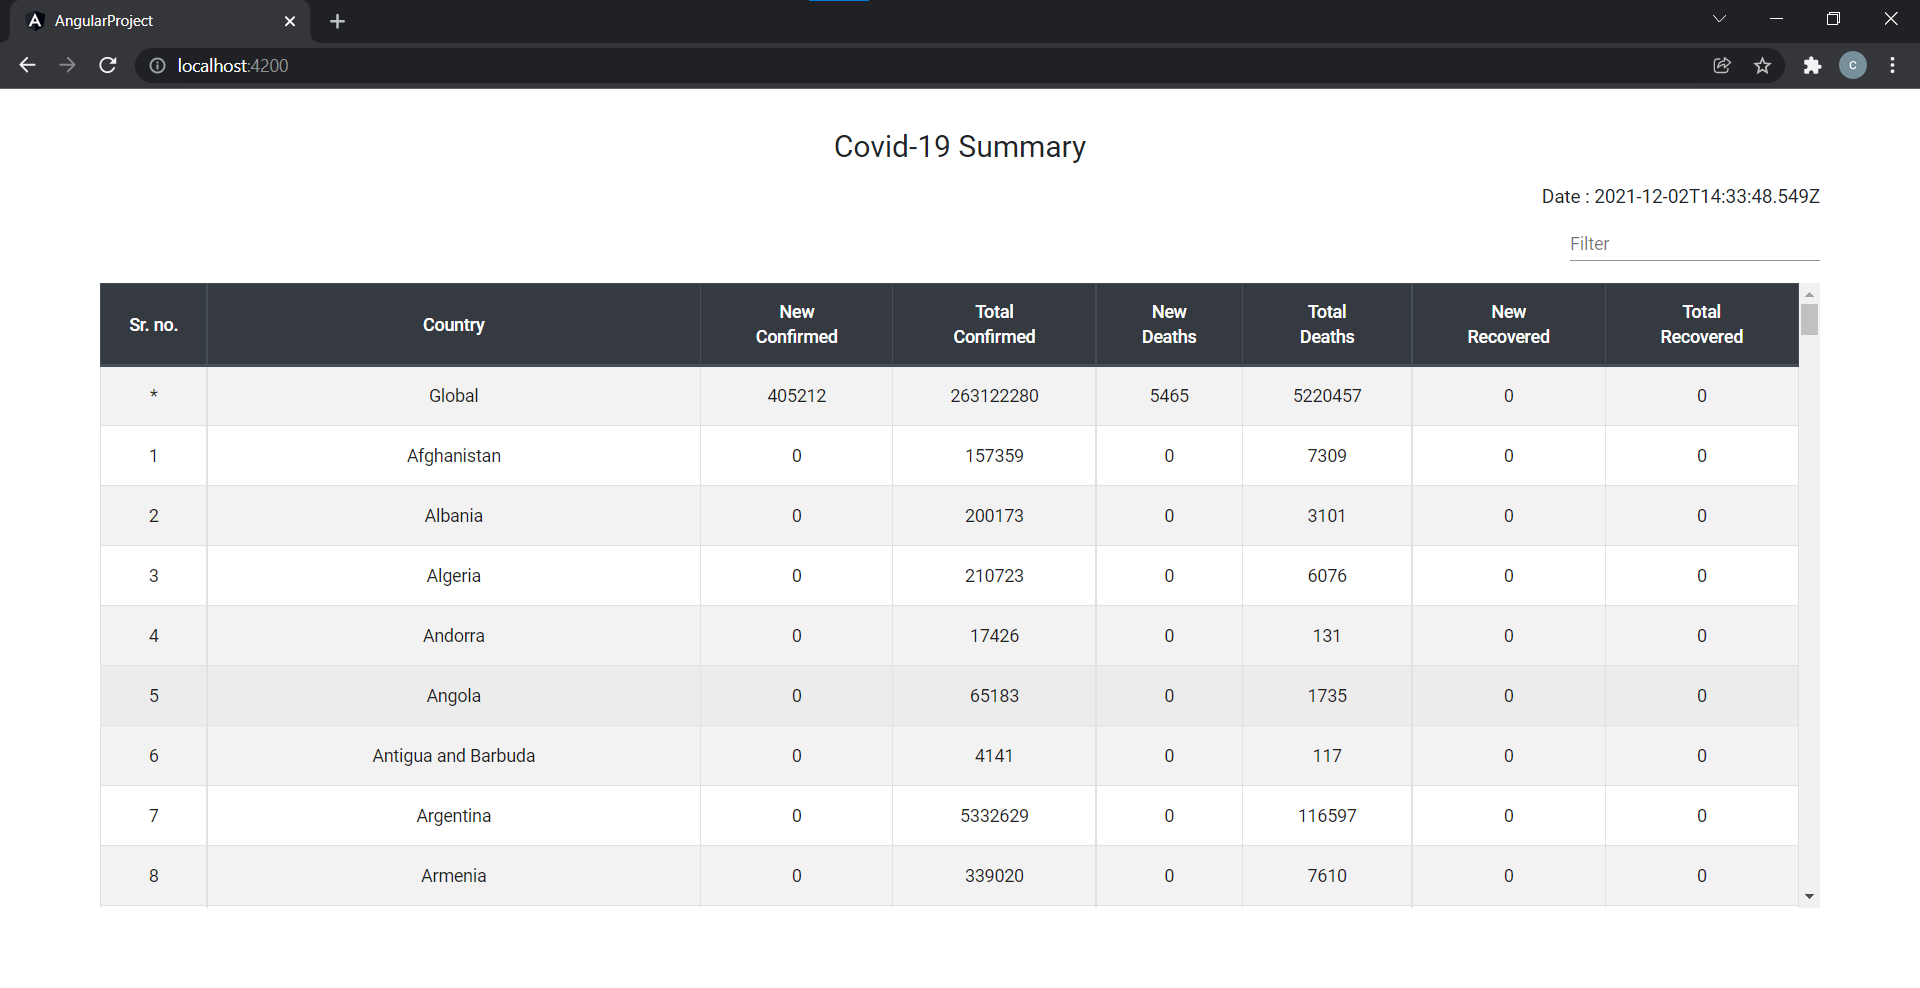 AngularProject
localhost:4200
C
Covid-19 Summary
Date : 2021-12-02T14:33:48.549Z
Filter
Sr. no. Country New Confirmed Total Confirmed New Deaths Total Deaths New Recovered Total Recovered
* Global 405212 263122280 5465 5220457 0 0
1 Afghanistan 0 157359 0 7309 0 0
2 Albania 0 200173 0 3101 0 0
3 Algeria 0 210723 0 6076 0 0
4 Andorra 0 17426 0 131 0 0
5 Angola 0 65183 0 1735 0 0
6 Antigua and Barbuda 0 4141 0 117 0 0
7 Argentina 0 5332629 0 116597 0 0
8 Armenia 0 339020 0 7610 0 0